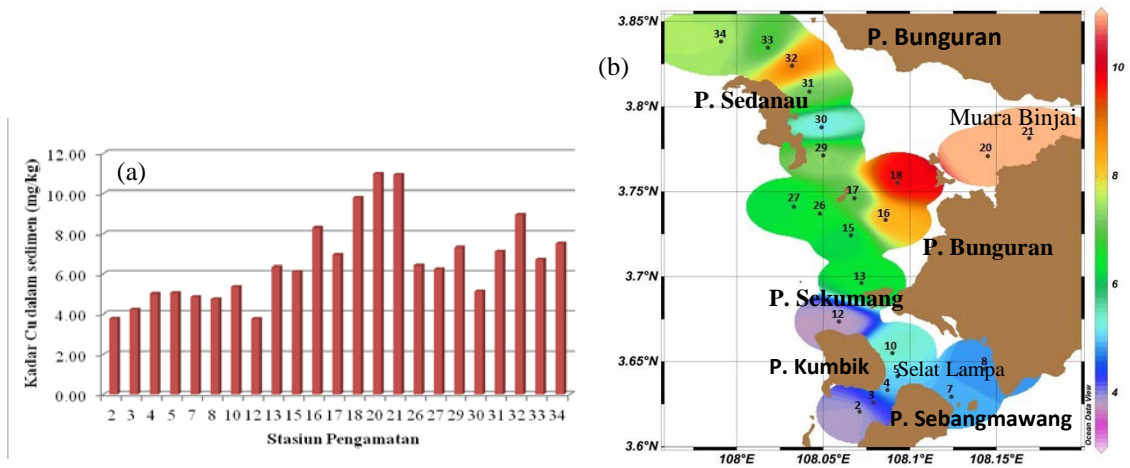 (a)
Kadar Cu dalam sedimen (mg/kg)
12.00
10.00
8.00
6.00
4.00
2.00
0.00
2 3 4 5 7 8 10 12 13 15 16 17 18 20 21 26 27 29 30 31 32 33 34
Stasiun Pengamatan
(b)
3.85°N
3.8°N
3.75°N
3.7°N
3.65°N
3.6°N
108°E
108.05°E
108.1°E
108.15°E
P. Bunguran
34
33
32
31
P. Sedanau
30
29
Muara Binjai
21
20
18
17
27
26
16
15
P. Bunguran
13
P. Sekumang
12
10
P. Kumbik
5
Selat Lampa
8
4
3
7
2
P. Sebangmawang
10
8
6
4
Ocean Data View